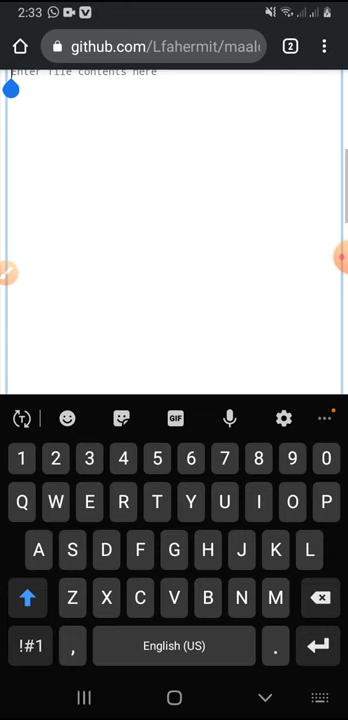 2:33
github.com/Lfahermit/maal
2
Enter file contents here
T
GIF
1 2 3 4 5 6 7 8 9 0
Q W E R T Y U I O P
A S D F G H J K L
Z X C V B N M
!#1 , English (US) .